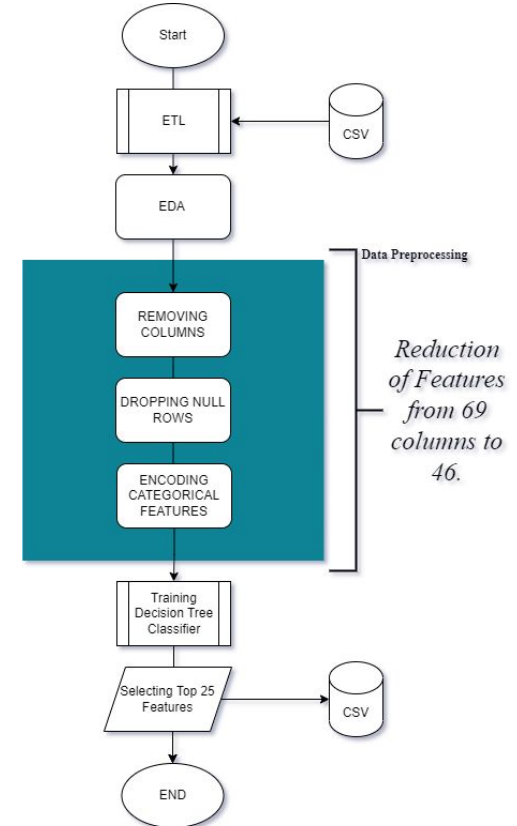 Start
ETL
CSV
EDA
Data Preprocessing
REMOVING
COLUMNS
DROPPING NULL
ROWS
ENCODING
CATEGORICAL
FEATURES
Reduction
of Features
from 69
columns to
46.
Training
Decision Tree
Classifier
Selecting Top 25
Features
CSV
END